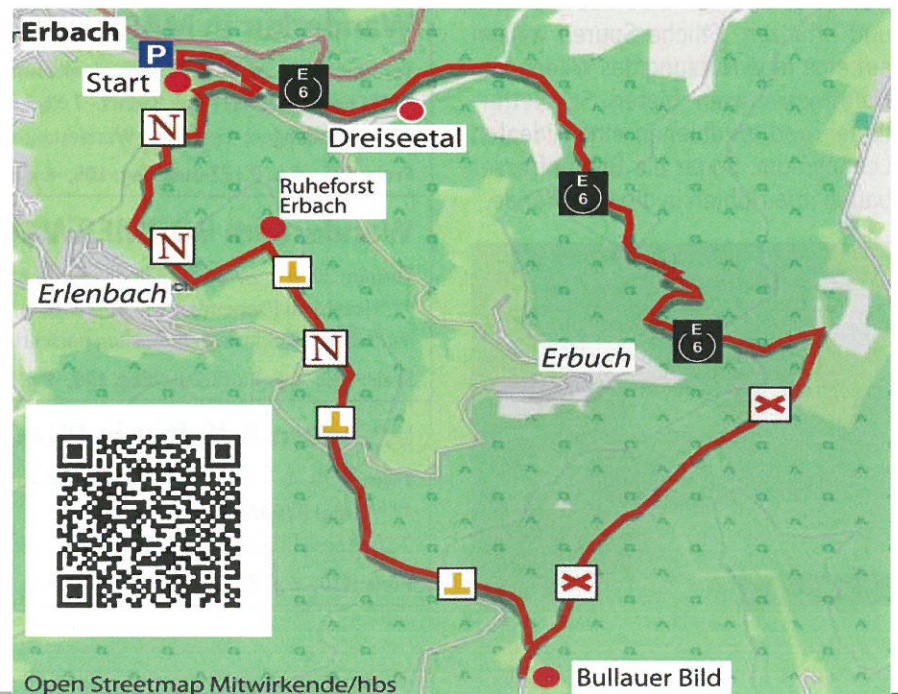 Erbach
P
Start
E
6
N
Dreiseetal
E
6
Ruheforst
Erbach
N
Erlenbach
E
6
N
Erbuch
Bullauer Bild
Open Streetmap Mitwirkende/hbs